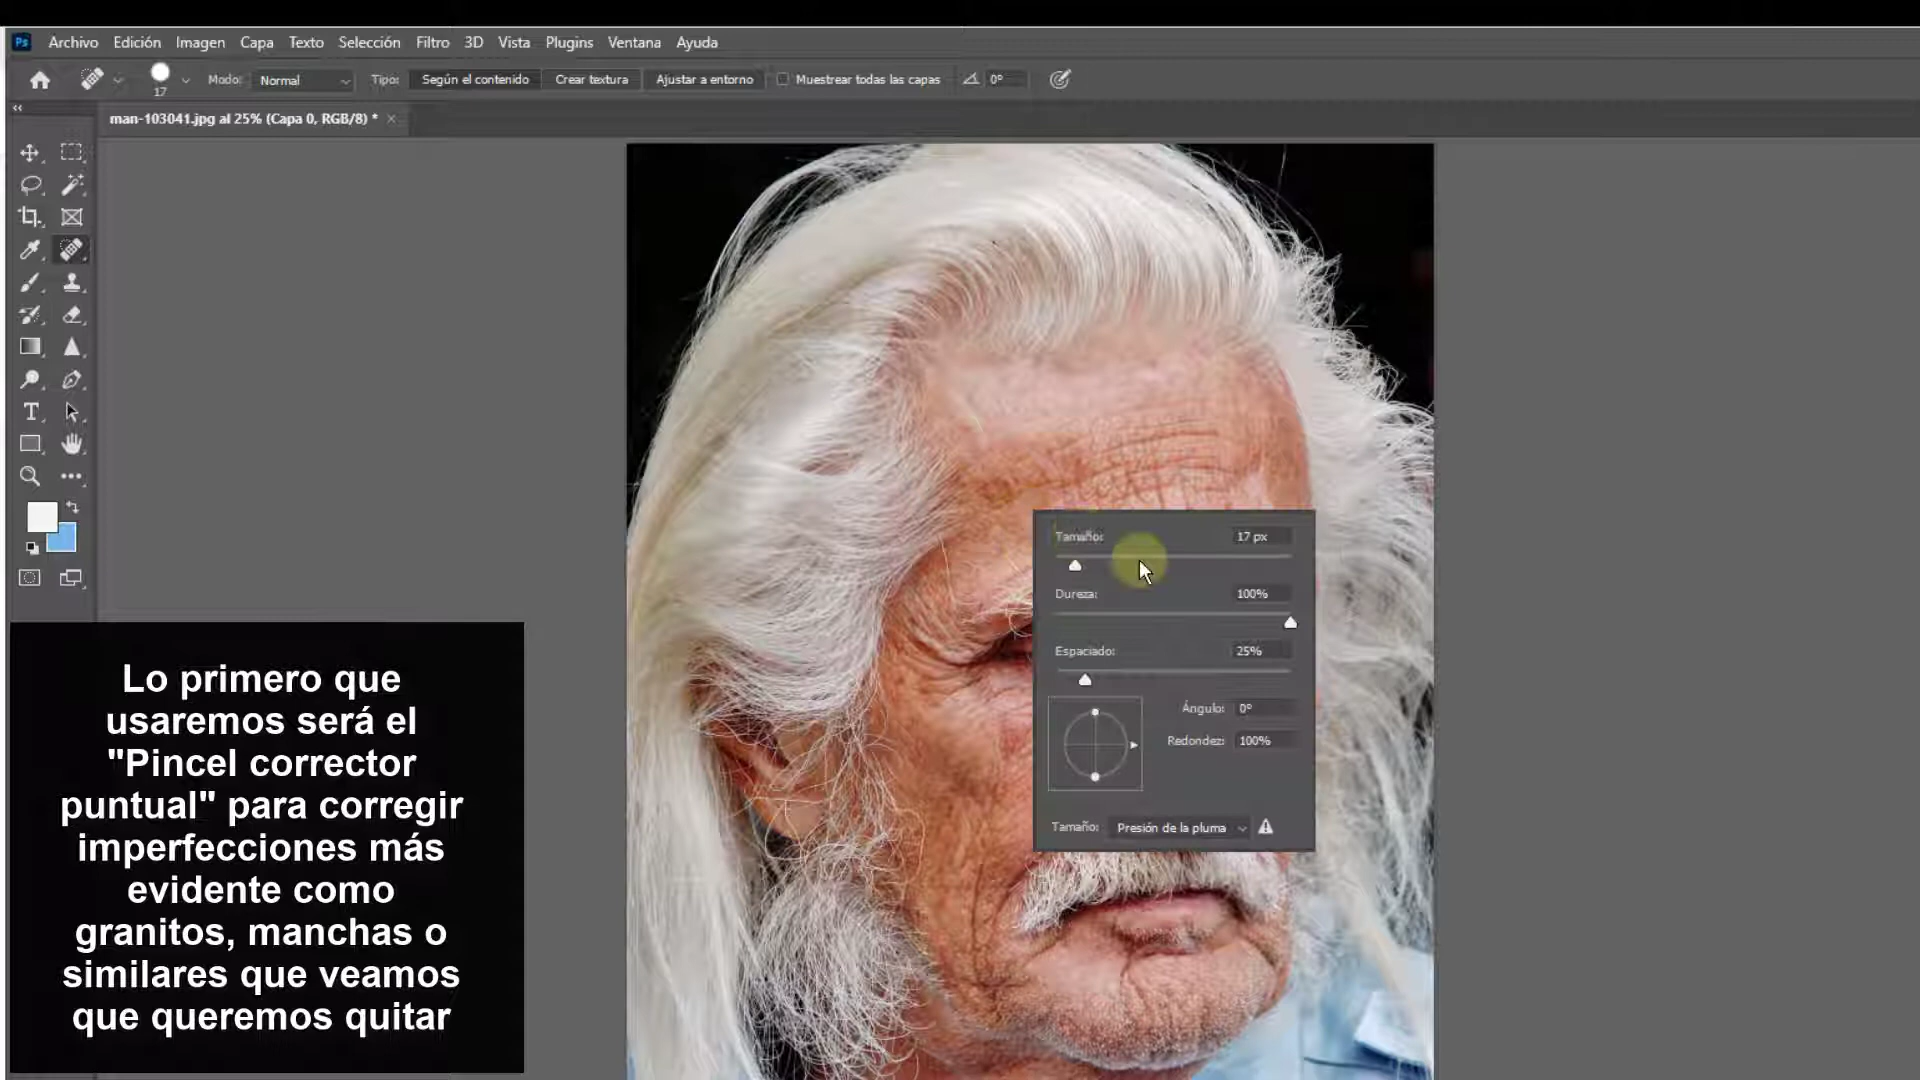 Ps Archivo Edición Imagen Capa Texto Selección Filtro 3D Vista Plugins Ventana Ayuda
17 Modo: Normal Tipo: Según el contenido Crear textura Ajustar a entorno Muestrear todas las capas 0°
man-103041.jpg al 25% (Capa 0, RGB/8) *
Tamaño: 17 px
Dureza: 100%
Espaciado: 25%
Ángulo: 0°
Redondez: 100%
Tamaño: Presión de la pluma
Lo primero que
usaremos será el
"Pincel corrector
puntual" para corregir
imperfecciones más
evidente como
granitos, manchas o
similares que veamos
que queremos quitar